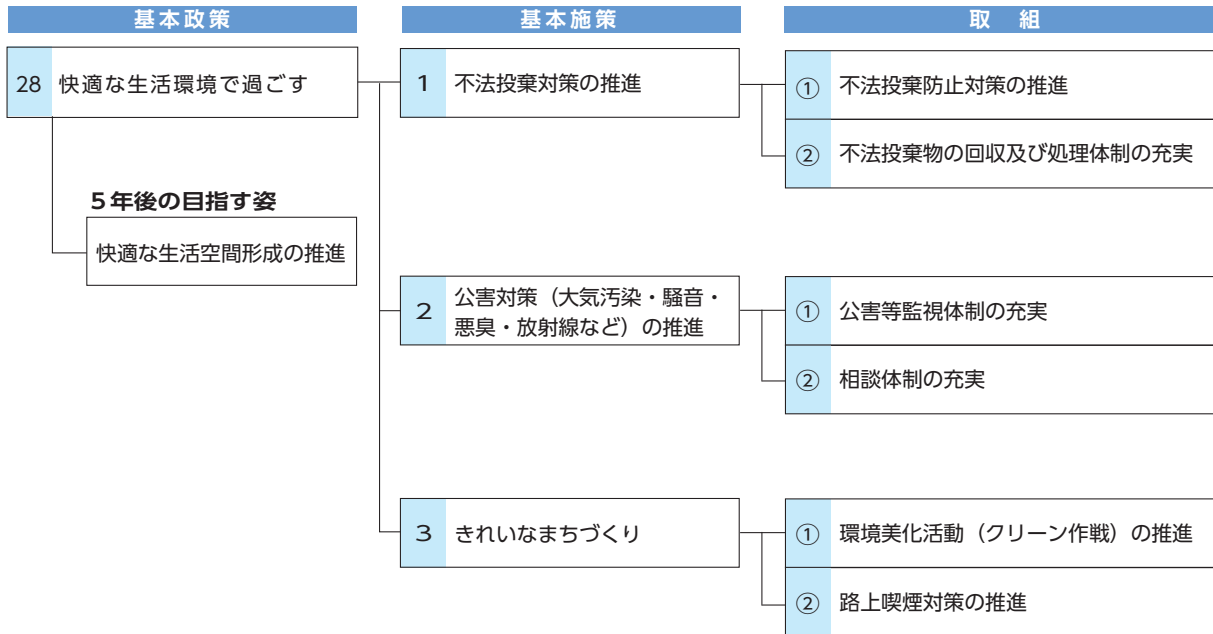 基本政策
基本施策
取 組
28 快適な生活環境で過ごす
5年後の目指す姿
快適な生活空間形成の推進
1 不法投棄対策の推進
① 不法投棄防止対策の推進
② 不法投棄物の回収及び処理体制の充実
2 公害対策（大気汚染・騒音・
悪臭・放射線など）の推進
① 公害等監視体制の充実
② 相談体制の充実
3 きれいなまちづくり
① 環境美化活動（クリーン作戦）の推進
② 路上喫煙対策の推進